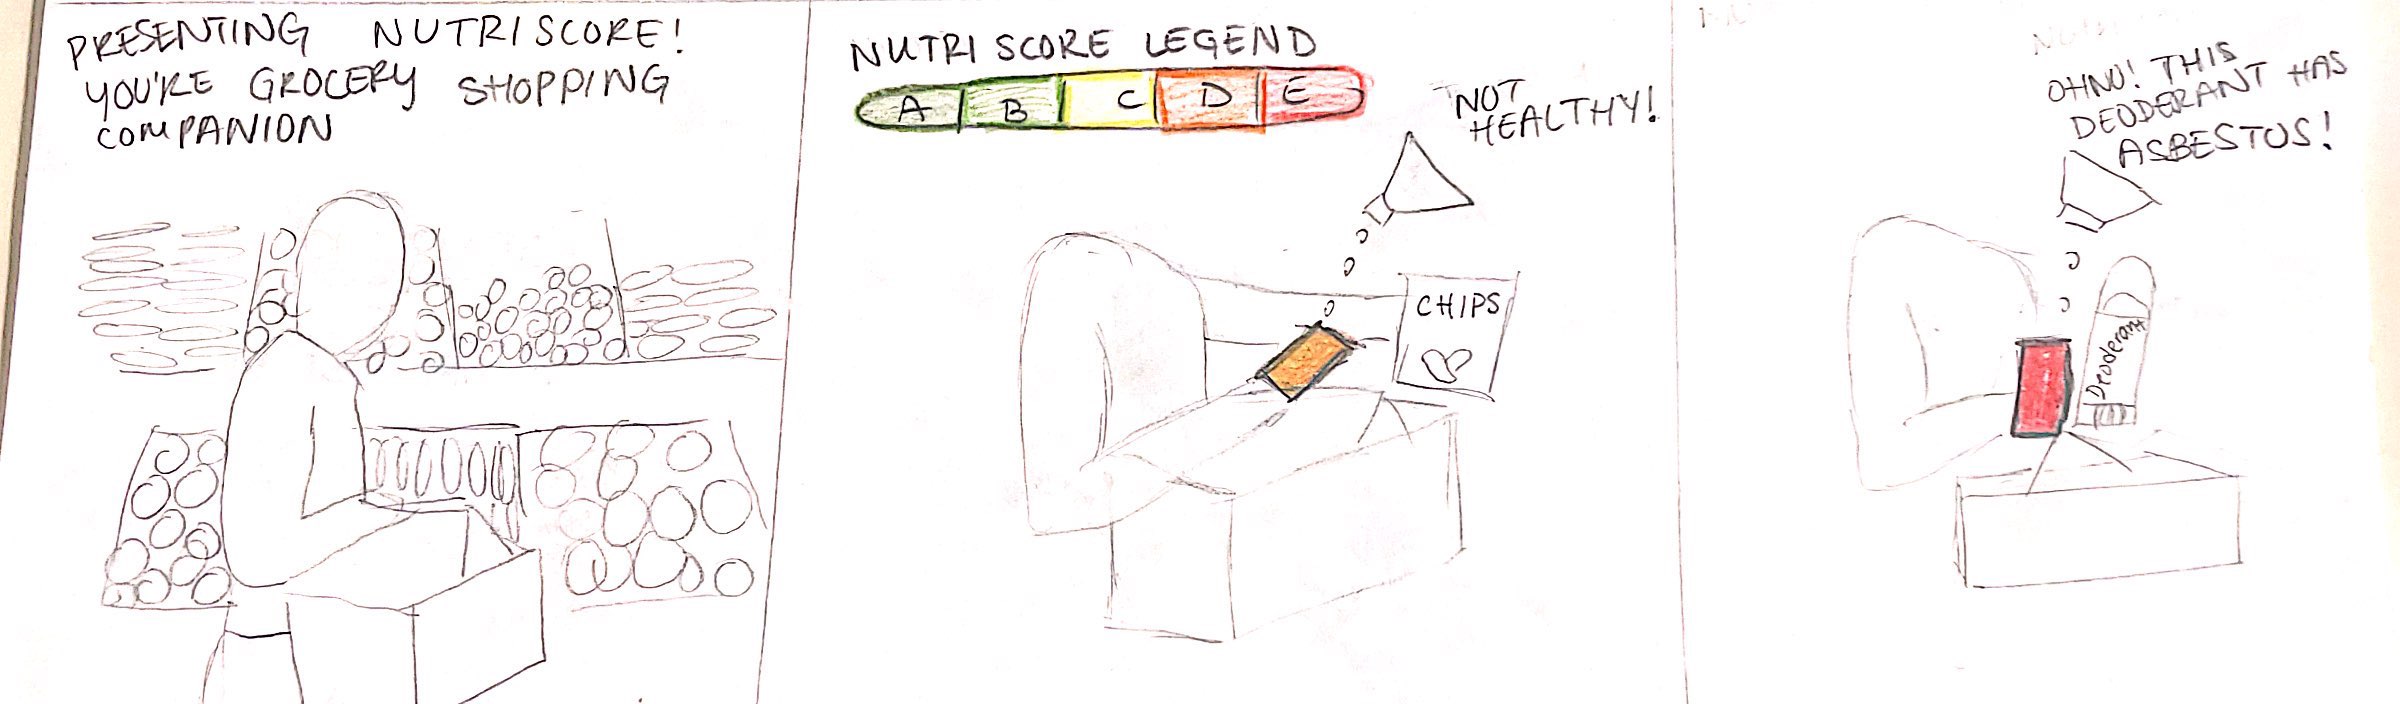 PRESENTING NUTRISCORE!
YOU'RE GROCERY SHOPPING
COMPANION
NUTRI SCORE LEGEND
A B C D E
NOT
HEALTHY!
CHIPS
OHNO! THIS
DEODERANT HAS
ASBESTOS!
Deoderant